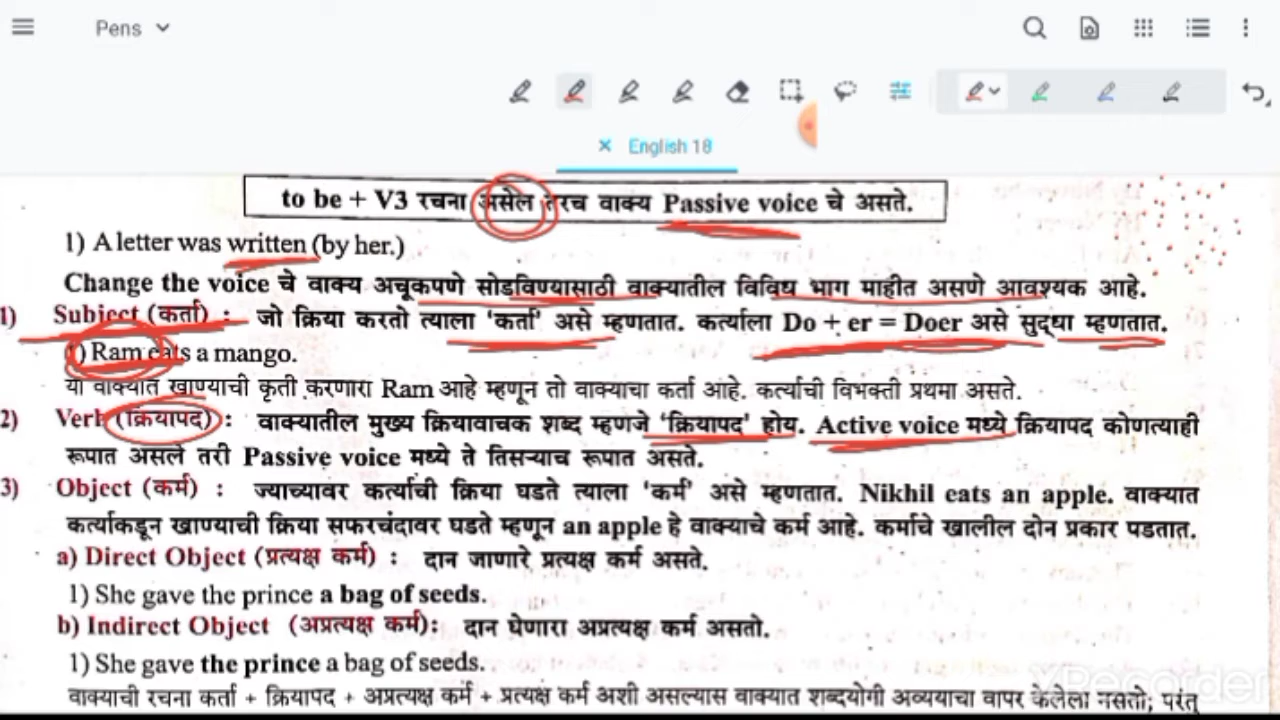 Pens
English 18
to be + V3 रचना असेल तरच वाक्य Passive voice चे असते.
1) A letter was written (by her.)
Change the voice चे वाक्य अचूकपणे सोडविण्यासाठी वाक्यातील विविध भाग माहीत असणे आवश्यक आहे.
1) Subject (कर्ता) : जो क्रिया करतो त्याला 'कर्ता' असे म्हणतात. कर्त्याला Do + er = Doer असे सुद्धा म्हणतात.
1) Ram eats a mango.
या वाक्यात खाण्याची कृती करणारा Ram आहे म्हणून तो वाक्याचा कर्ता आहे. कर्त्याची विभक्ती प्रथमा असते.
2) Verb (क्रियापद) : वाक्यातील मुख्य क्रियावाचक शब्द म्हणजे 'क्रियापद' होय. Active voice मध्ये क्रियापद कोणत्याही
रूपात असले तरी Passive voice मध्ये ते तिसऱ्याच रूपात असते.
3) Object (कर्म) : ज्याच्यावर कर्त्याची क्रिया घडते त्याला 'कर्म' असे म्हणतात. Nikhil eats an apple. वाक्यात
कर्त्याकडून खाण्याची क्रिया सफरचंदावर घडते म्हणून an apple हे वाक्याचे कर्म आहे. कर्माचे खालील दोन प्रकार पडतात.
a) Direct Object (प्रत्यक्ष कर्म) : दान जाणारे प्रत्यक्ष कर्म असते.
1) She gave the prince a bag of seeds.
b) Indirect Object (अप्रत्यक्ष कर्म): दान घेणारा अप्रत्यक्ष कर्म असतो.
1) She gave the prince a bag of seeds.
वाक्याची रचना कर्ता + क्रियापद + अप्रत्यक्ष कर्म + प्रत्यक्ष कर्म अशी असल्यास वाक्यात शब्दयोगी अव्ययाचा वापर केलेला नसतो; परंतु
XRecorder